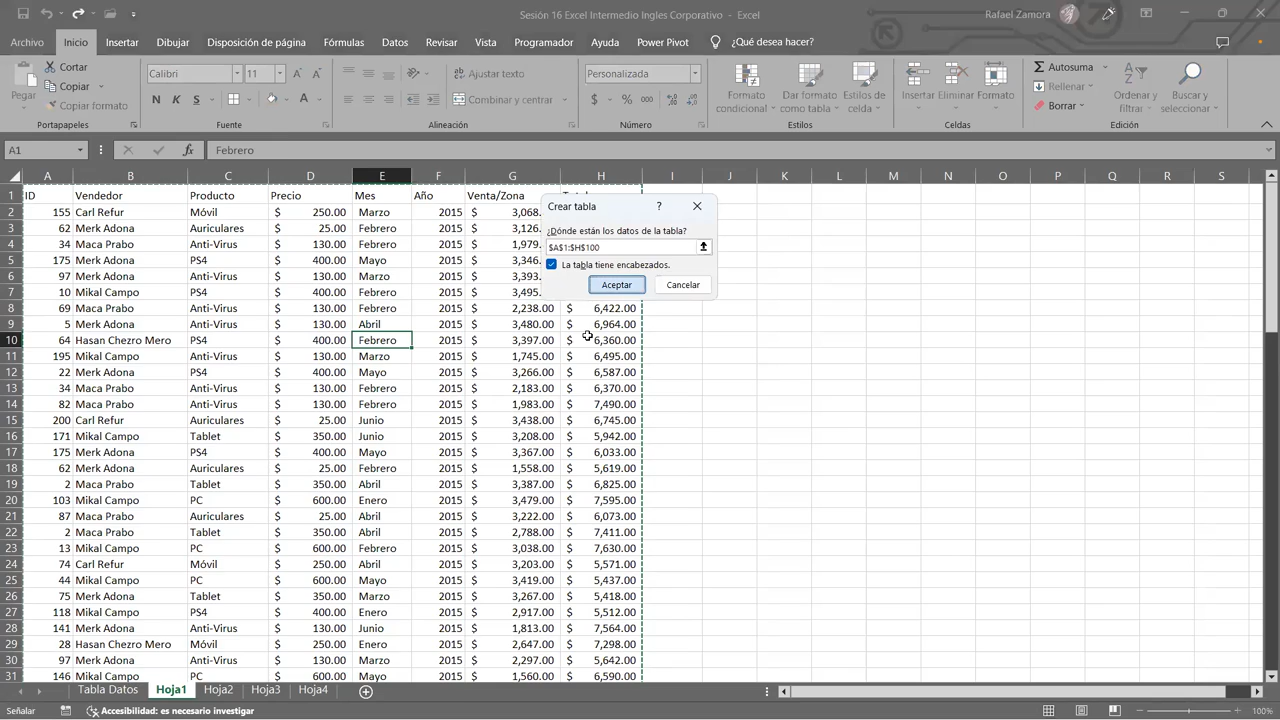 Sesión 16 Excel Intermedio Ingles Corporativo - Excel
Rafael Zamora
Archivo Inicio Insertar Dibujar Disposición de página Fórmulas Datos Revisar Vista Programador Ayuda Power Pivot ¿Qué desea hacer?
Pegar Cortar Copiar Copiar formato
Calibri 11
N K S
Ajustar texto
Combinar y centrar
Personalizada
$ % 000
Formato condicional Dar formato como tabla Estilos de celda
Insertar Eliminar Formato
Autosuma Rellenar Borrar
Ordenar y filtrar Buscar y seleccionar
Portapapeles Fuente Alineación Número Estilos Celdas Edición
A1 fx Febrero
A B C D E F G H I J K L M N O P Q R S
1 ID Vendedor Producto Precio Mes Año Venta/Zona
2 155 Carl Refur Móvil $ 250.00 Marzo 2015 $ 3,068.
3 62 Merk Adona Auriculares $ 25.00 Febrero 2015 $ 3,126.
4 34 Maca Prabo Anti-Virus $ 130.00 Febrero 2015 $ 1,979.
5 175 Merk Adona PS4 $ 400.00 Mayo 2015 $ 3,346.
6 97 Merk Adona Anti-Virus $ 130.00 Marzo 2015 $ 3,393.
7 10 Mikal Campo PS4 $ 400.00 Febrero 2015 $ 3,495.
8 69 Maca Prabo Anti-Virus $ 130.00 Marzo 2015 $ 2,238.00 $ 6,422.00
9 5 Merk Adona Anti-Virus $ 130.00 Abril 2015 $ 3,480.00 $ 6,964.00
10 64 Hasan Chezro Mero PS4 $ 400.00 Febrero 2015 $ 3,397.00 $ 6,360.00
11 195 Mikal Campo Anti-Virus $ 130.00 Marzo 2015 $ 1,745.00 $ 6,495.00
12 22 Merk Adona PS4 $ 400.00 Mayo 2015 $ 3,266.00 $ 6,587.00
13 34 Maca Prabo Anti-Virus $ 130.00 Febrero 2015 $ 2,183.00 $ 6,370.00
14 82 Maca Prabo Anti-Virus $ 130.00 Febrero 2015 $ 1,983.00 $ 7,490.00
15 200 Carl Refur Auriculares $ 25.00 Junio 2015 $ 3,438.00 $ 6,745.00
16 171 Mikal Campo Tablet $ 350.00 Junio 2015 $ 3,208.00 $ 5,942.00
17 175 Merk Adona PS4 $ 400.00 Mayo 2015 $ 3,367.00 $ 6,033.00
18 62 Merk Adona Auriculares $ 25.00 Febrero 2015 $ 1,558.00 $ 5,619.00
19 2 Maca Prabo Tablet $ 350.00 Abril 2015 $ 3,387.00 $ 6,825.00
20 103 Mikal Campo PC $ 600.00 Enero 2015 $ 3,479.00 $ 7,595.00
21 87 Maca Prabo Auriculares $ 25.00 Abril 2015 $ 3,222.00 $ 6,073.00
22 2 Maca Prabo Tablet $ 350.00 Abril 2015 $ 2,788.00 $ 7,411.00
23 13 Mikal Campo PC $ 600.00 Febrero 2015 $ 3,038.00 $ 7,630.00
24 74 Carl Refur Móvil $ 250.00 Abril 2015 $ 3,203.00 $ 5,571.00
25 44 Mikal Campo PC $ 600.00 Mayo 2015 $ 3,419.00 $ 5,437.00
26 75 Merk Adona Tablet $ 350.00 Marzo 2015 $ 3,267.00 $ 5,418.00
27 118 Mikal Campo PS4 $ 400.00 Enero 2015 $ 2,917.00 $ 5,512.00
28 141 Merk Adona Anti-Virus $ 130.00 Junio 2015 $ 1,813.00 $ 7,564.00
29 28 Hasan Chezro Mero Móvil $ 250.00 Enero 2015 $ 2,647.00 $ 7,298.00
30 97 Merk Adona Anti-Virus $ 130.00 Marzo 2015 $ 2,297.00 $ 5,642.00
31 146 Mikal Campo PC $ 600.00 Marzo 2015 $ 1,560.00 $ 6,590.00
Crear tabla ?
¿Dónde están los datos de la tabla?
$A$1:$H$100
La tabla tiene encabezados.
Aceptar Cancelar
Tabla Datos Hoja1 Hoja2 Hoja3 Hoja4
Señalar Accesibilidad: es necesario investigar 100%